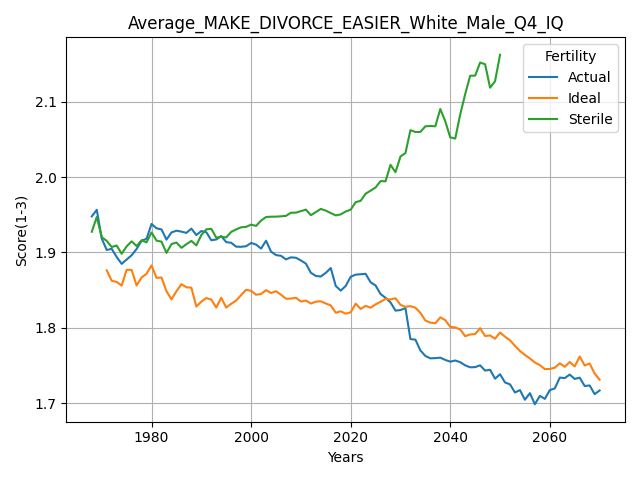 Average_MAKE_DIVORCE_EASIER_White_Male_Q4_IQ
Fertility
Actual
Ideal
Sterile
Score(1-3)
2.1
2.0
1.9
1.8
1.7
1980
2000
2020
2040
2060
Years